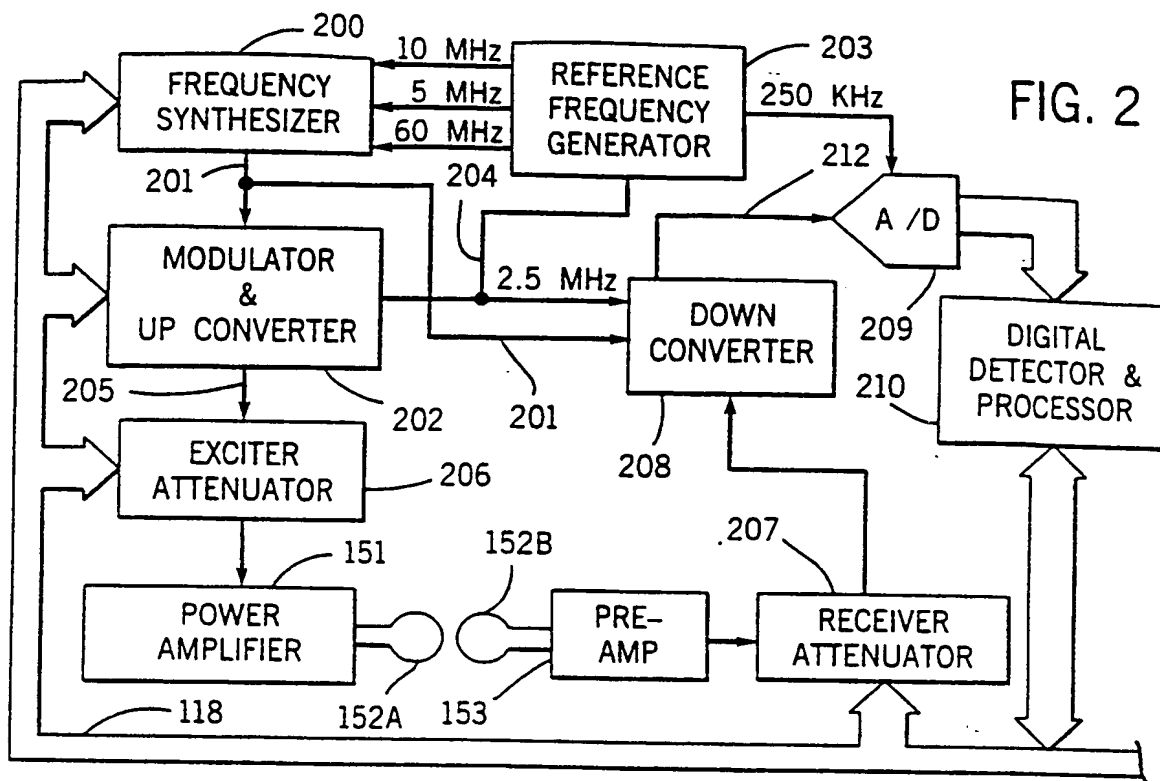 200
10 MHz
203
FREQUENCY
SYNTHESIZER
5 MHz
60 MHz
REFERENCE
FREQUENCY
GENERATOR
250 KHz
FIG. 2
201
204
212
A /D
MODULATOR
&
UP CONVERTER
2.5 MHz
DOWN
CONVERTER
209
DIGITAL
DETECTOR &
PROCESSOR
205
202
201
208
210
EXCITER
ATTENUATOR
206
151
152B
207
POWER
AMPLIFIER
PRE-
AMP
RECEIVER
ATTENUATOR
118
152A
153